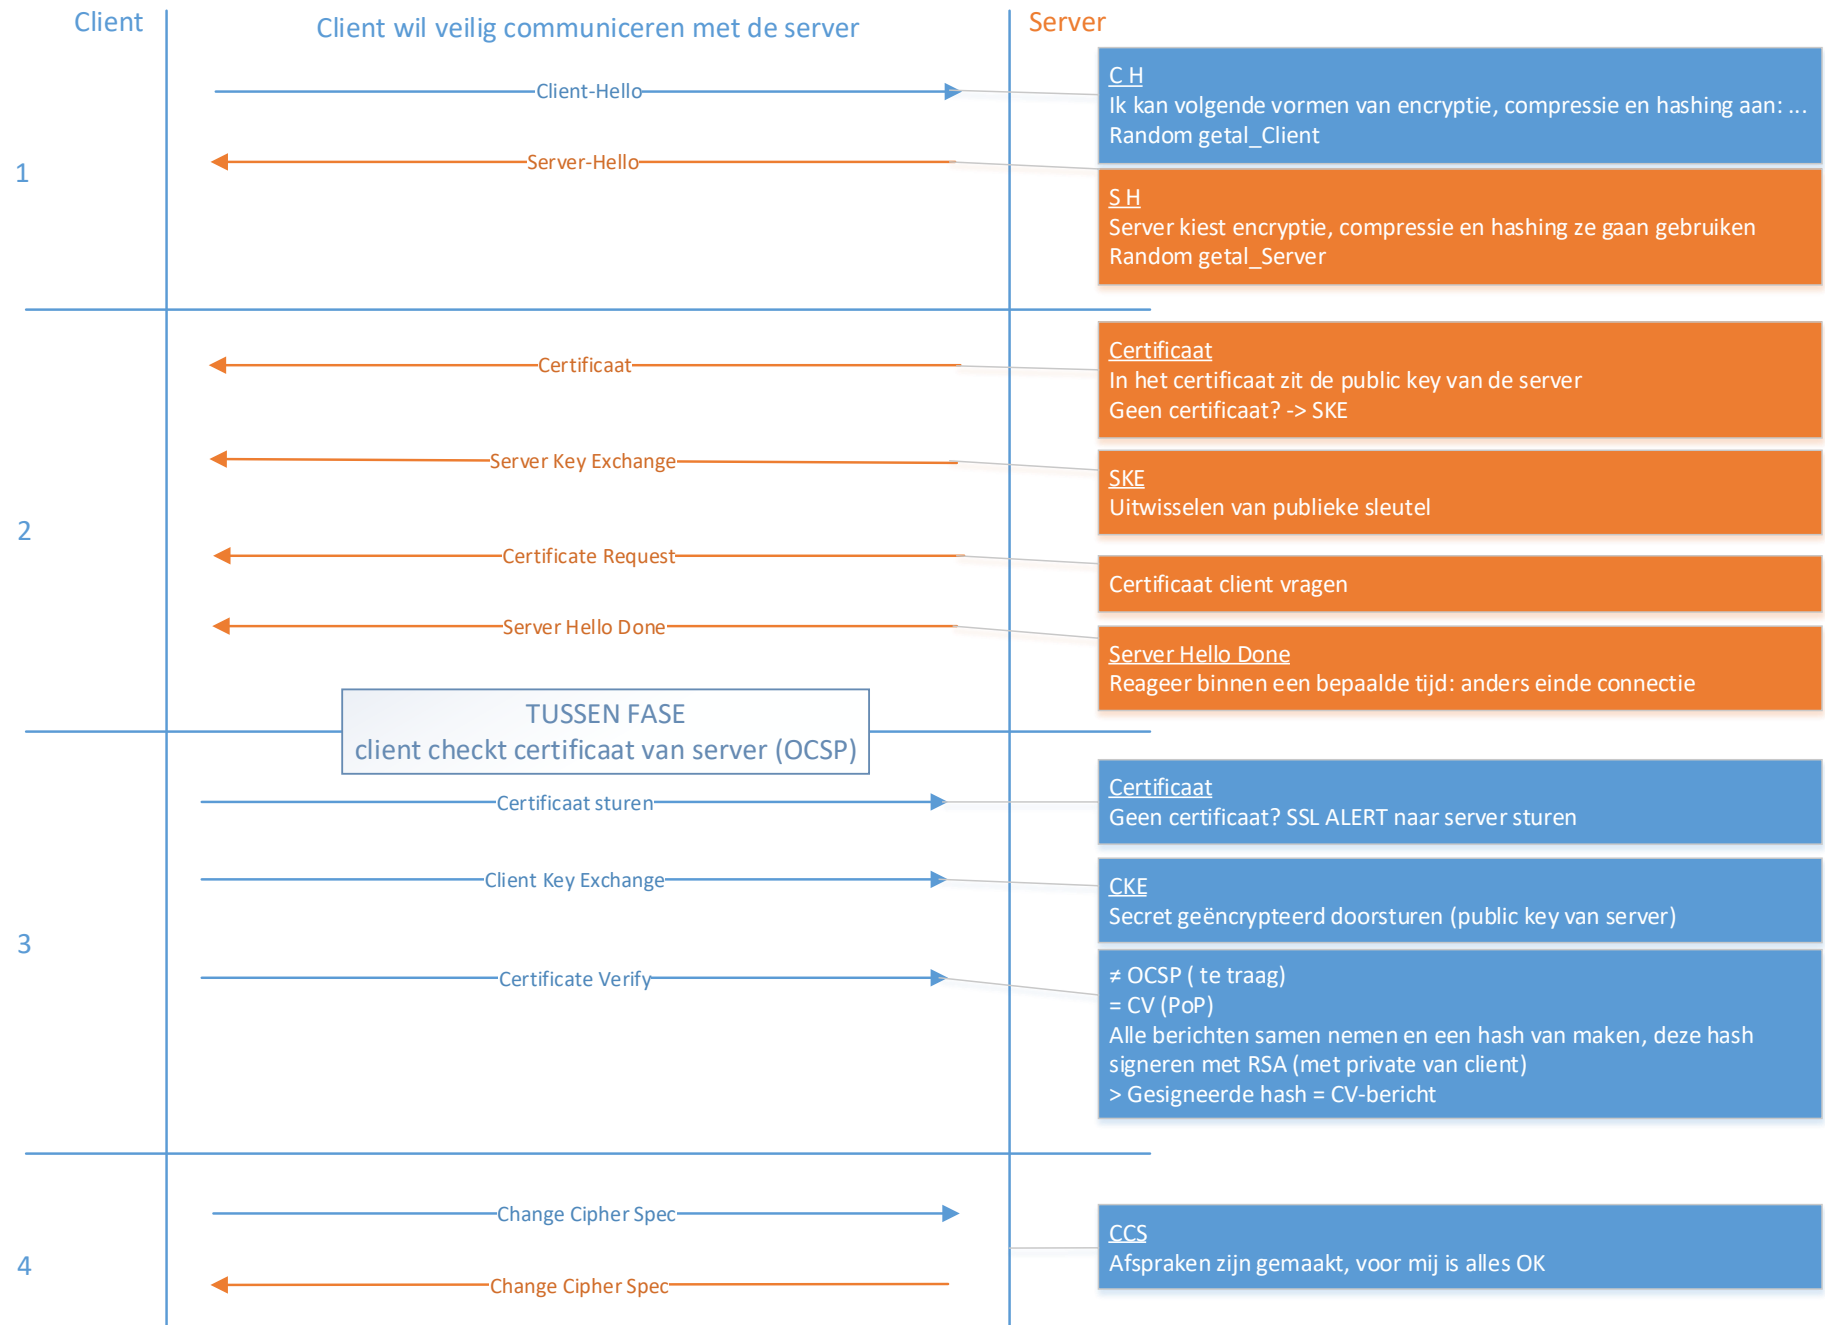 Client
Client wil veilig communiceren met de server
Server
1
Client-Hello
C H
Ik kan volgende vormen van encryptie, compressie en hashing aan: ...
Random getal_Client
Server-Hello
S H
Server kiest encryptie, compressie en hashing ze gaan gebruiken
Random getal_Server
2
Certificaat
Certificaat
In het certificaat zit de public key van de server
Geen certificaat? -> SKE
Server Key Exchange
SKE
Uitwisselen van publieke sleutel
Certificate Request
Certificaat client vragen
Server Hello Done
Server Hello Done
Reageer binnen een bepaalde tijd: anders einde connectie
TUSSEN FASE
client checkt certificaat van server (OCSP)
3
Certificaat sturen
Certificaat
Geen certificaat? SSL ALERT naar server sturen
Client Key Exchange
CKE
Secret geëncrypteerd doorsturen (public key van server)
Certificate Verify
≠ OCSP ( te traag)
= CV (PoP)
Alle berichten samen nemen en een hash van maken, deze hash
signeren met RSA (met private van client)
> Gesigneerde hash = CV-bericht
4
Change Cipher Spec
CCS
Afspraken zijn gemaakt, voor mij is alles OK
Change Cipher Spec